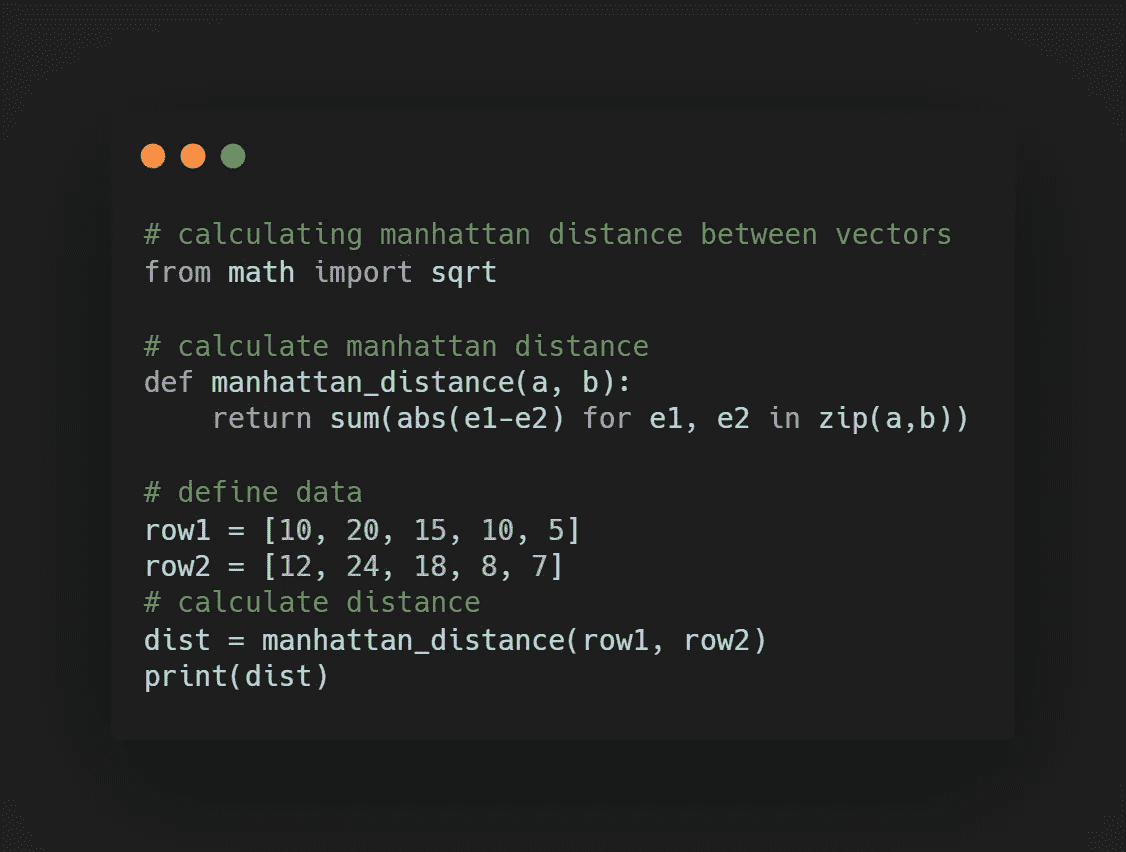 # calculating manhattan distance between vectors
from math import sqrt

# calculate manhattan distance
def manhattan_distance(a, b):
    return sum(abs(e1-e2) for e1, e2 in zip(a,b))

# define data
row1 = [10, 20, 15, 10, 5]
row2 = [12, 24, 18, 8, 7]
# calculate distance
dist = manhattan_distance(row1, row2)
print(dist)